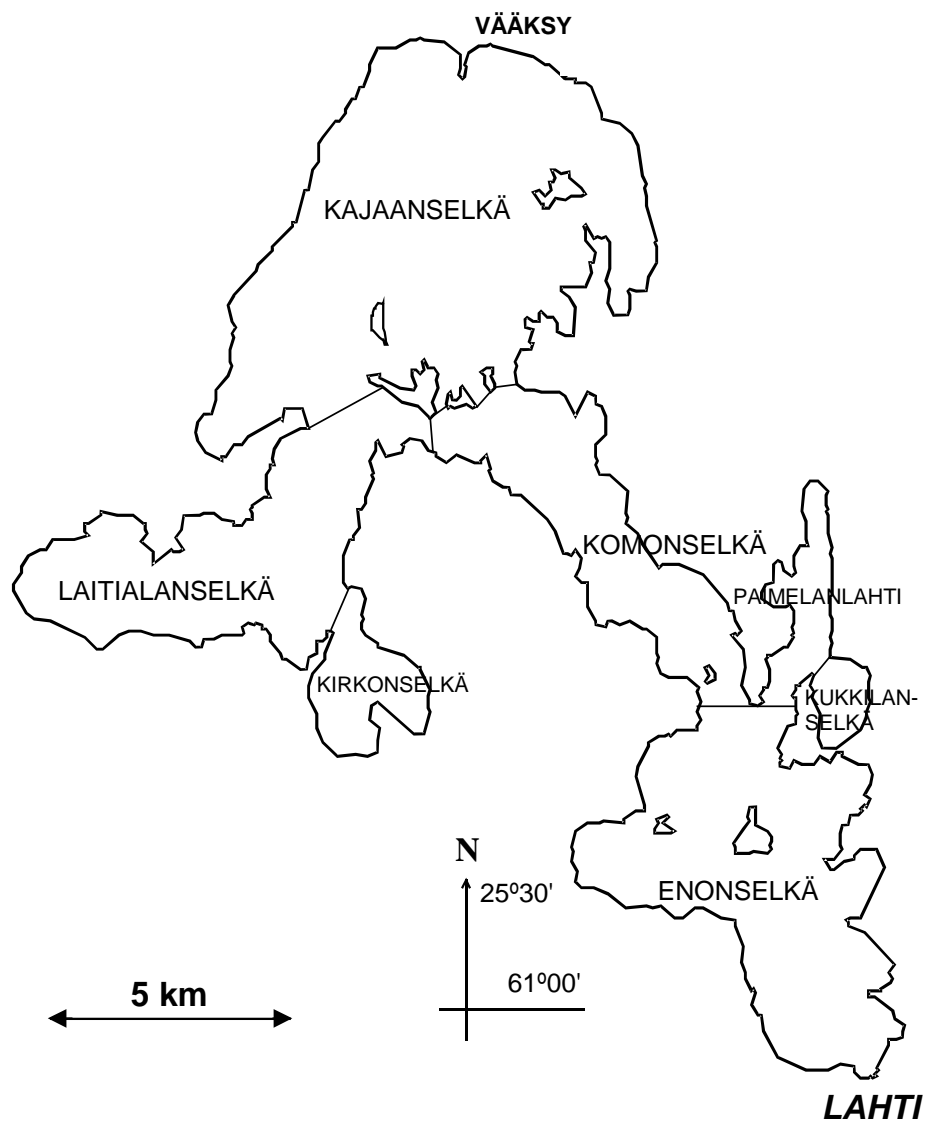 VÄÄKSY
KAJAANSELKÄ
KOMONSELKÄ
LAITIALANSELKÄ
PAIMELANLAHTI
KIRKONSELKÄ
KUKKILAN-
SELKÄ
N
25º30'
ENONSELKÄ
61º00'
5 km
LAHTI